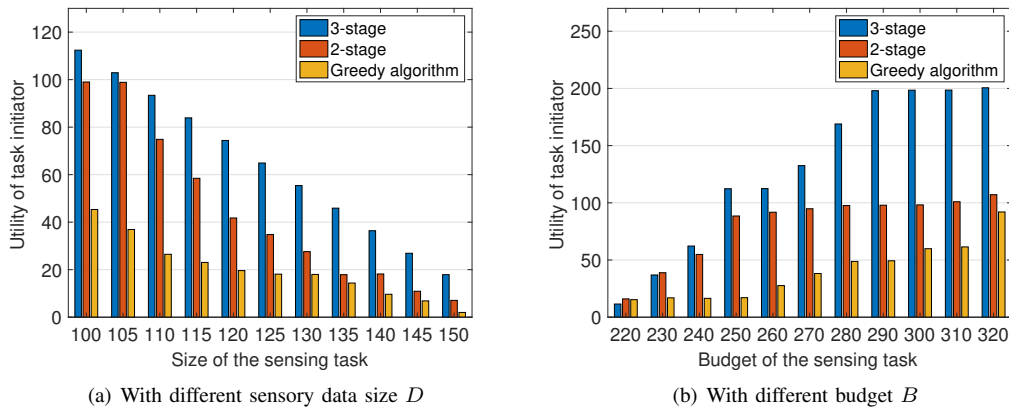 3-stage
2-stage
Greedy algorithm
120
100
80
60
40
20
0
Utility of task initiator
100 105 110 115 120 125 130 135 140 145 150
Size of the sensing task
(a) With different sensory data size D
3-stage
2-stage
Greedy algorithm
250
200
150
100
50
0
Utility of task initiator
220 230 240 250 260 270 280 290 300 310 320
Budget of the sensing task
(b) With different budget B